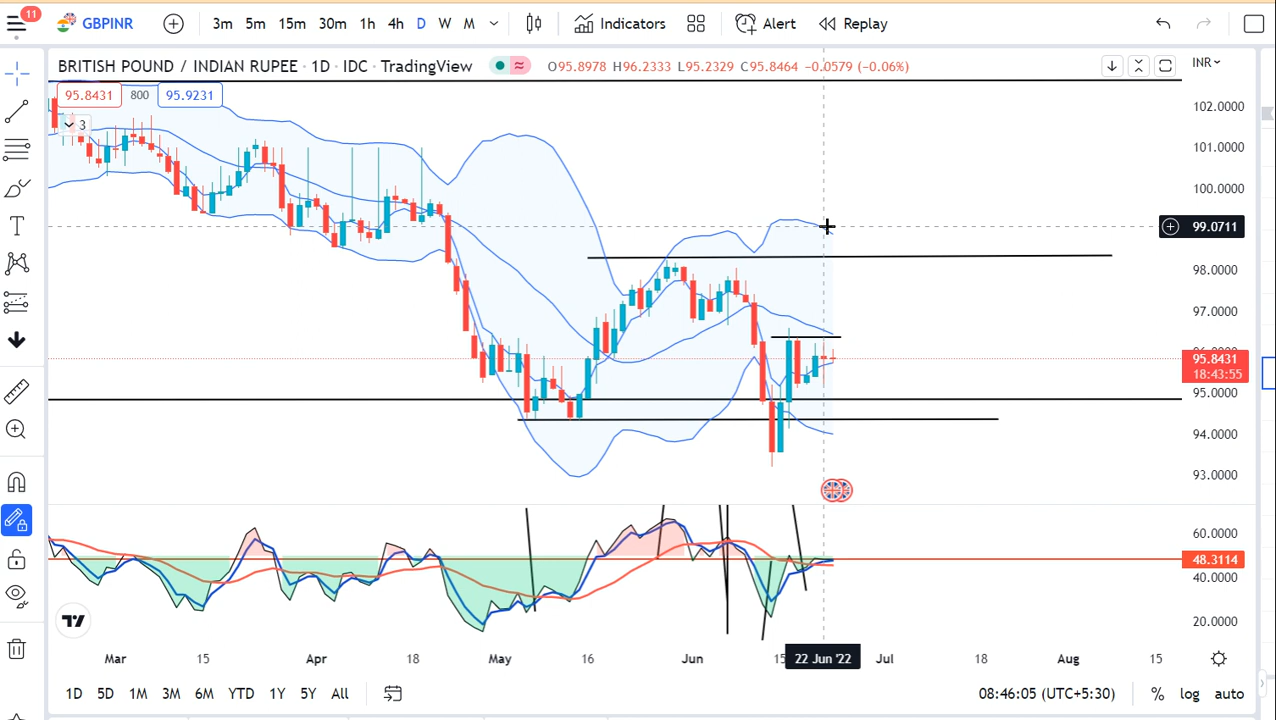 11
GBPINR
3m 5m 15m 30m 1h 4h D W M
Indicators
Alert
Replay
BRITISH POUND / INDIAN RUPEE · 1D · IDC · TradingView
O95.8978 H96.2333 L95.2329 C95.8464 −0.0579 (−0.06%)
INR
95.8431 800 95.9231
3
102.0000
101.0000
100.0000
99.0711
98.0000
97.0000
95.8431
18:43:55
95.0000
94.0000
93.0000
60.0000
48.3114
40.0000
20.0000
Mar 15 Apr 18 May 16 Jun 15 22 Jun '22 Jul 18 Aug 15
1D 5D 1M 3M 6M YTD 1Y 5Y All
08:46:05 (UTC+5:30) % log auto